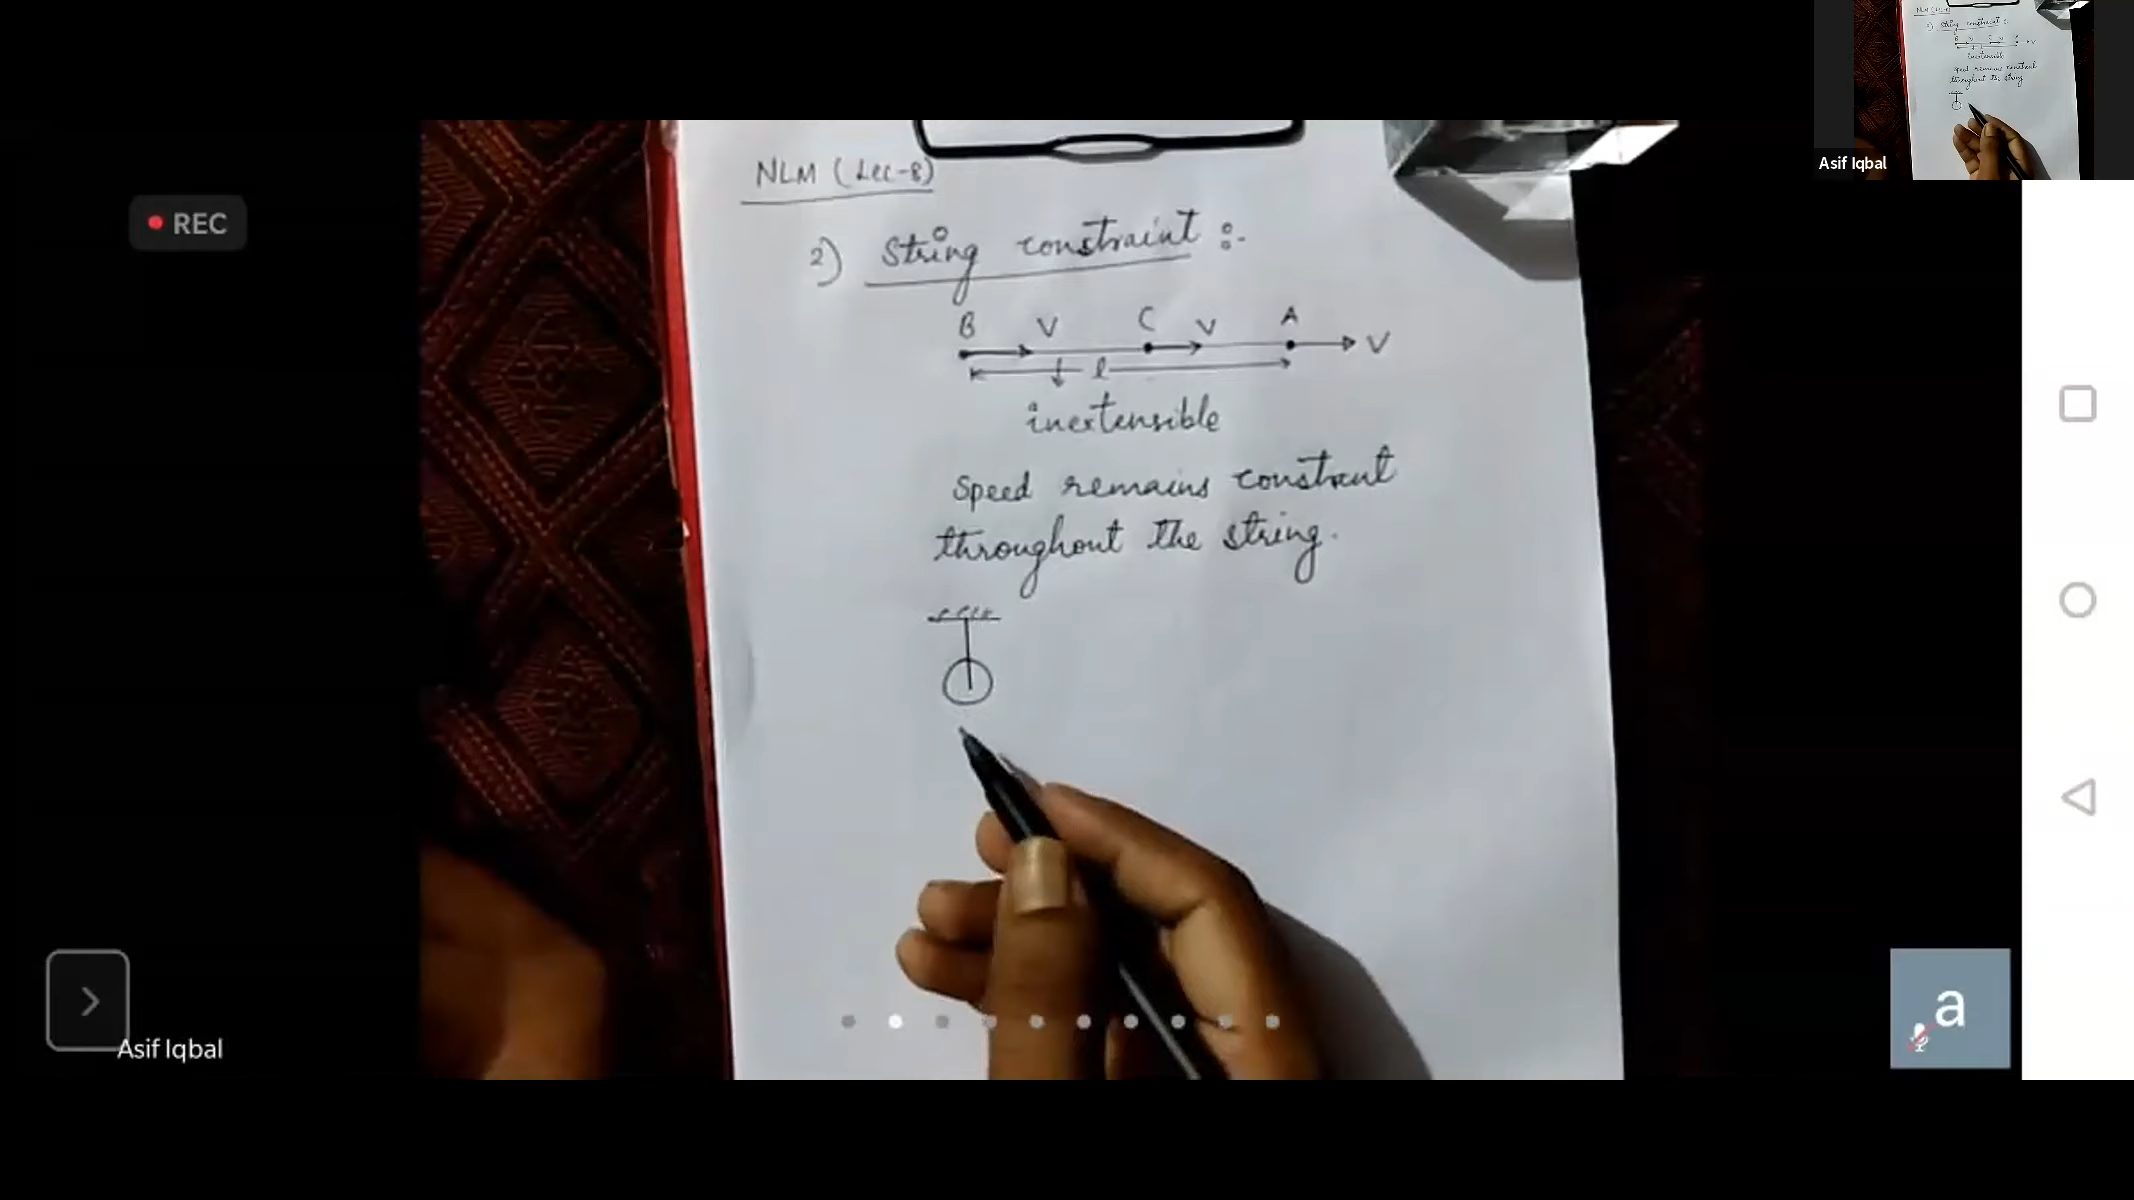 NLM (Lec-8)
2) String constraint :-
B V C V A V
l
inextensible
Speed remains constant
throughout the string.
REC
Asif Iqbal
Asif Iqbal
a